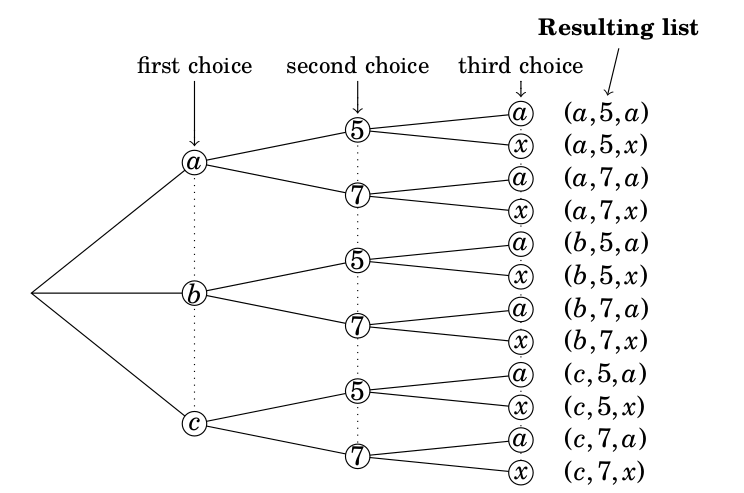 Resulting list
first choice second choice third choice
a (a,5,a)
5
x (a,5,x)
a
a (a,7,a)
7
x (a,7,x)
a (b,5,a)
5
x (b,5,x)
b
a (b,7,a)
7
x (b,7,x)
a (c,5,a)
5
x (c,5,x)
c
a (c,7,a)
7
x (c,7,x)